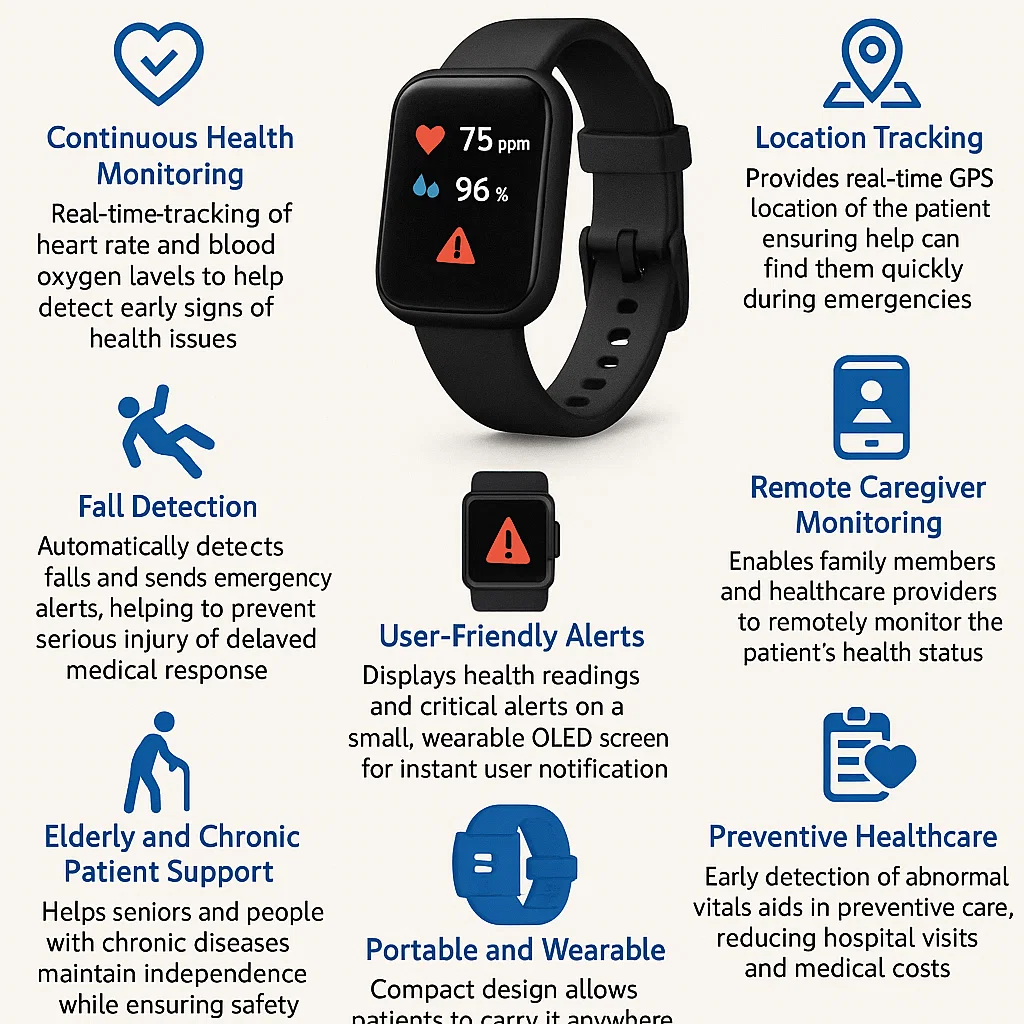 Continuous Health
Monitoring
Real-time-tracking of
heart rate and blood
oxygen lavels to help
detect early signs of
health issues
Fall Detection
Automatically detects
falls and sends emergency
alerts, helping to prevent
serious injury of delaved
medical response
Elderly and Chronic
Patient Support
Helps seniors and people
with chronic diseases
maintain independence
while ensuring safety
75 ppm
96 %
User-Friendly Alerts
Displays health readings
and critical alerts on a
small, wearable OLED screen
for instant user notification
Portable and Wearable
Compact design allows
patients to carry it anywhere
Location Tracking
Provides real-time GPS
location of the patient
ensuring help can
find them quickly
during emergencies
Remote Caregiver
Monitoring
Enables family members
and healthcare providers
to remotely monitor the
patient's health status
Preventive Healthcare
Early detection of abnormal
vitals aids in preventive care,
reducing hospital visits
and medical costs